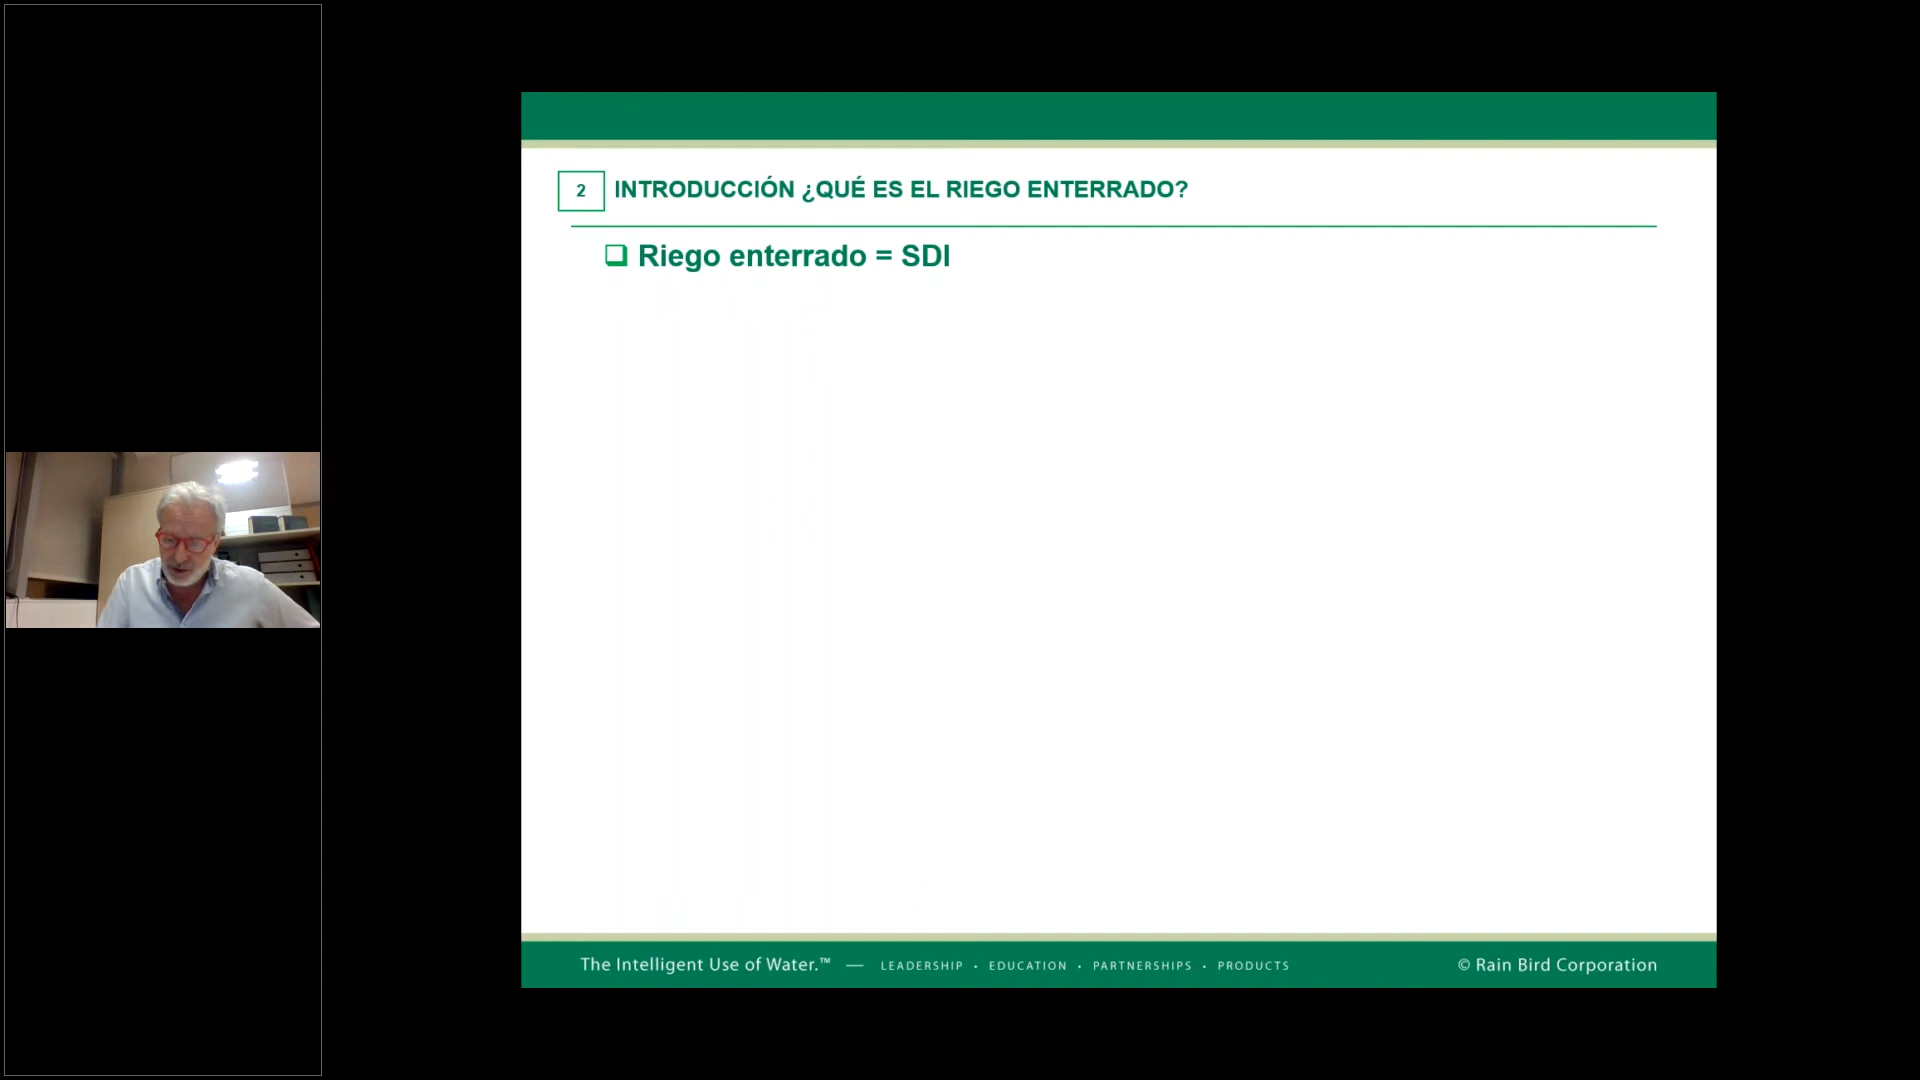 2 INTRODUCCIÓN ¿QUÉ ES EL RIEGO ENTERRADO?
Riego enterrado = SDI
The Intelligent Use of Water.™ — LEADERSHIP • EDUCATION • PARTNERSHIPS • PRODUCTS © Rain Bird Corporation